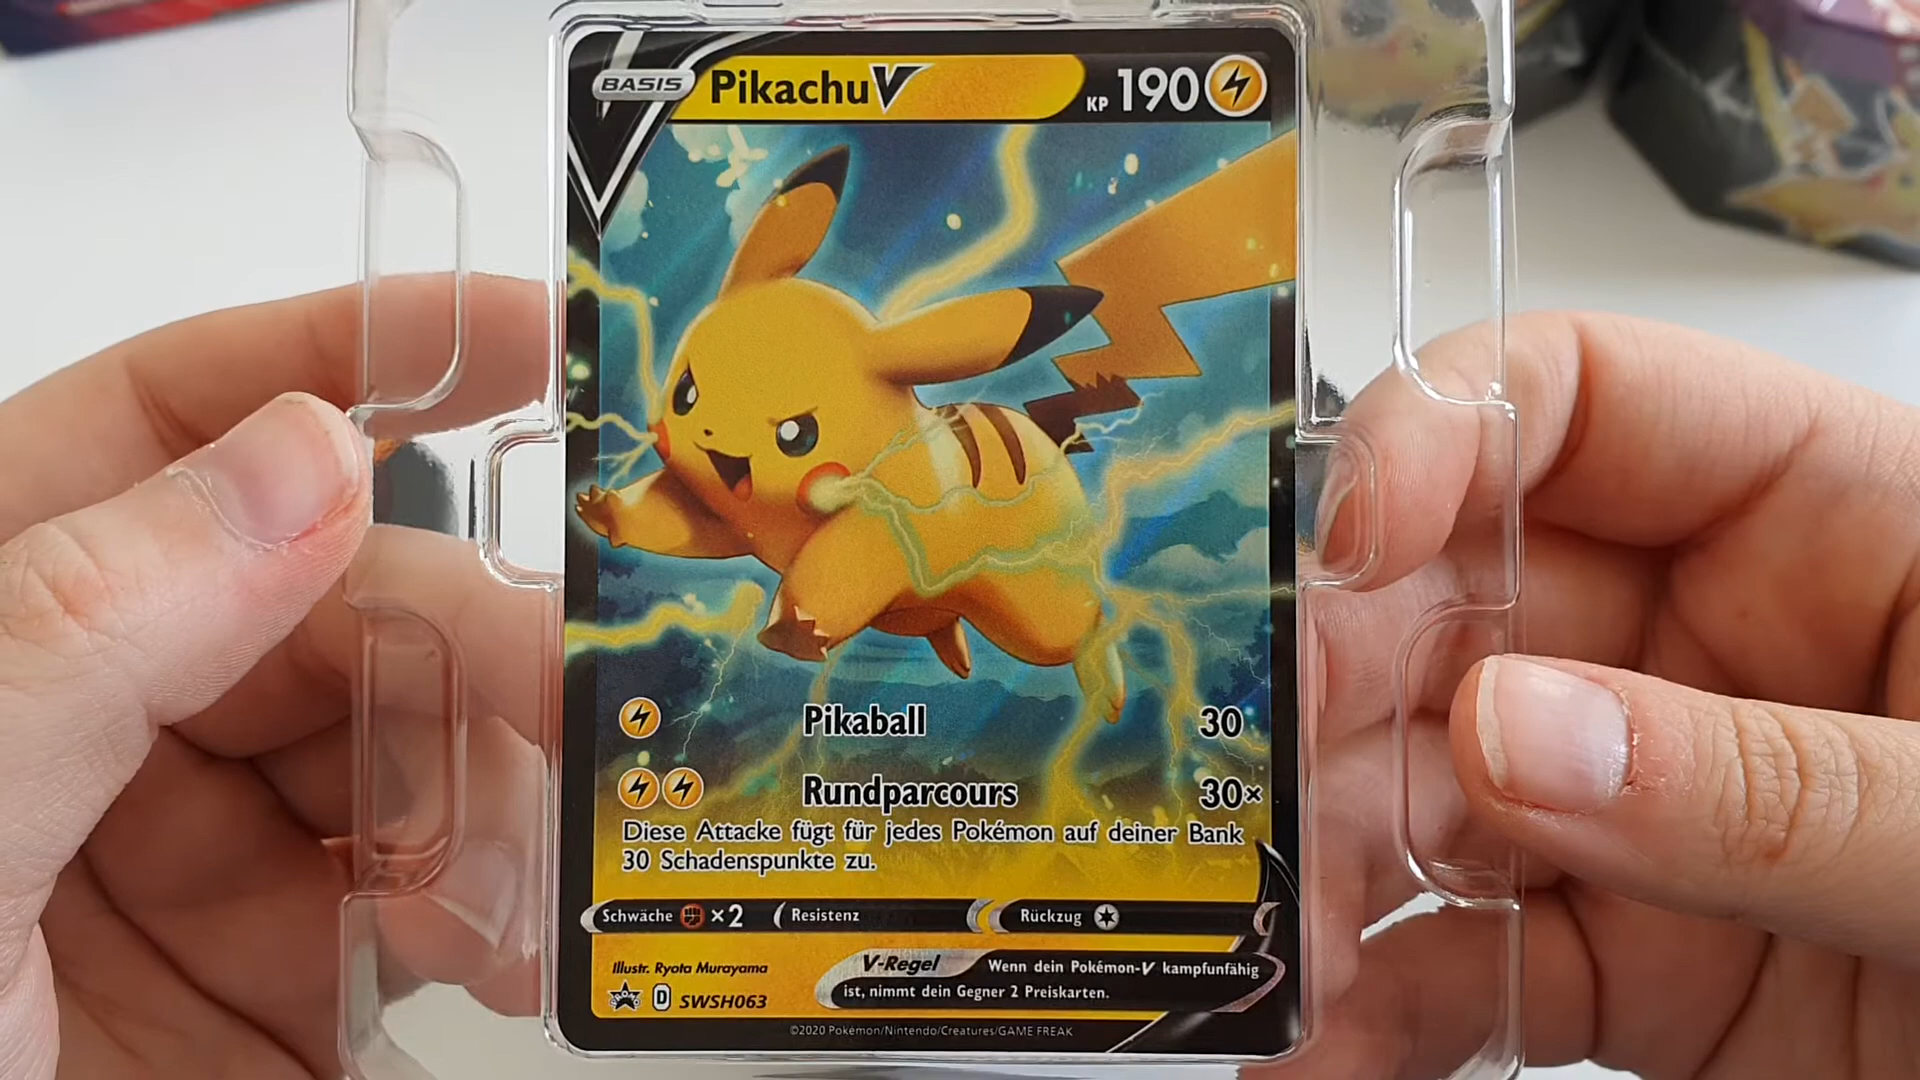 BASIS Pikachu V KP 190
Pikaball 30
Rundparcours 30×
Diese Attacke fügt für jedes Pokémon auf deiner Bank
30 Schadenspunkte zu.
Schwäche ×2 Resistenz Rückzug
Illustr. Ryota Murayama
V-Regel Wenn dein Pokémon-V kampfunfähig
ist, nimmt dein Gegner 2 Preiskarten.
PROMO D SWSH063
©2020 Pokémon/Nintendo/Creatures/GAME FREAK